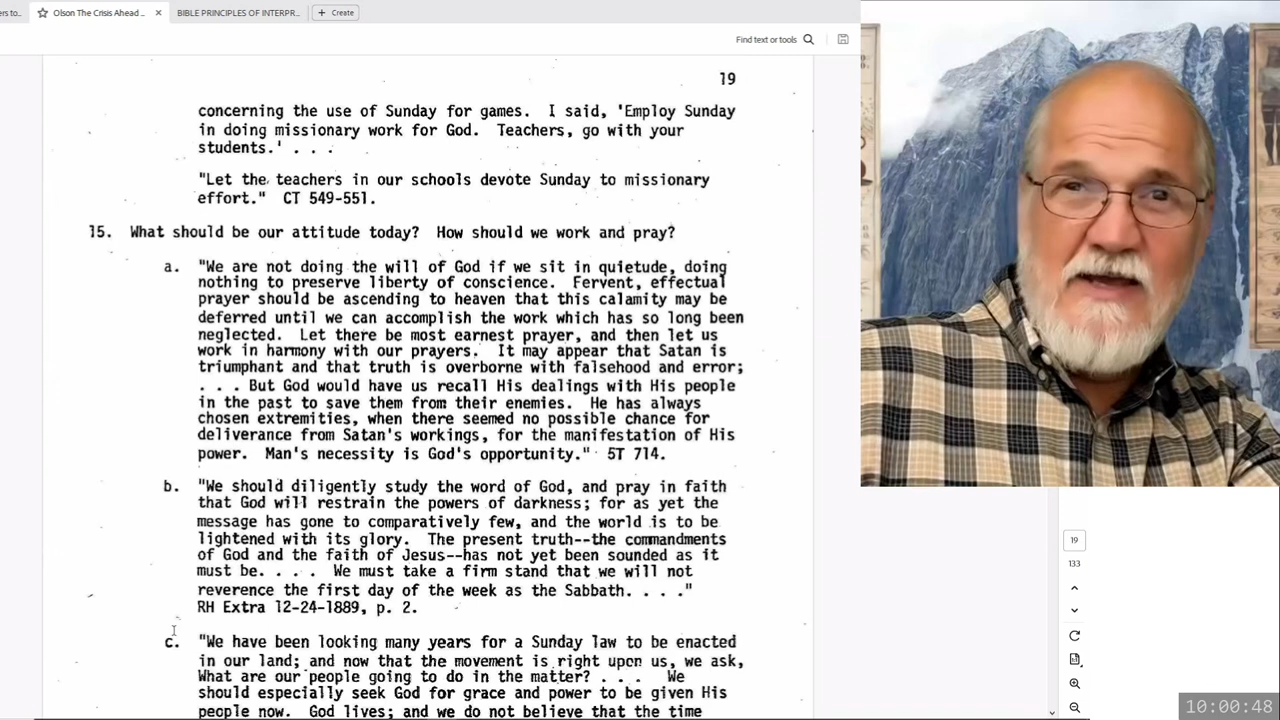 rs to..
Olson The Crisis Ahead ..
BIBLE PRINCIPLES OF INTERPR...
+ Create
Find text or tools
19
concerning the use of Sunday for games. I said, 'Employ Sunday
in doing missionary work for God. Teachers, go with your
students.' . . .
"Let the teachers in our schools devote Sunday to missionary
effort." CT 549-551.
15. What should be our attitude today? How should we work and pray?
a. "We are not doing the will of God if we sit in quietude, doing
nothing to preserve liberty of conscience. Fervent, effectual
prayer should be ascending to heaven that this calamity may be
deferred until we can accomplish the work which has so long been
neglected. Let there be most earnest prayer, and then let us
work in harmony with our prayers. It may appear that Satan is
triumphant and that truth is overborne with falsehood and error;
. . . But God would have us recall His dealings with His people
in the past to save them from their enemies. He has always
chosen extremities, when there seemed no possible chance for
deliverance from Satan's workings, for the manifestation of His
power. Man's necessity is God's opportunity." 5T 714.
b. "We should diligently study the word of God, and pray in faith
that God will restrain the powers of darkness; for as yet the
message has gone to comparatively few, and the world is to be
lightened with its glory. The present truth--the commandments
of God and the faith of Jesus--has not yet been sounded as it
must be. . . . We must take a firm stand that we will not
reverence the first day of the week as the Sabbath. . . ."
RH Extra 12-24-1889, p. 2.
c. "We have been looking many years for a Sunday law to be enacted
in our land; and now that the movement is right upon us, we ask,
What are our people going to do in the matter? . . . We
should especially seek God for grace and power to be given His
people now. God lives; and we do not believe that the time
19
133
10:00:48